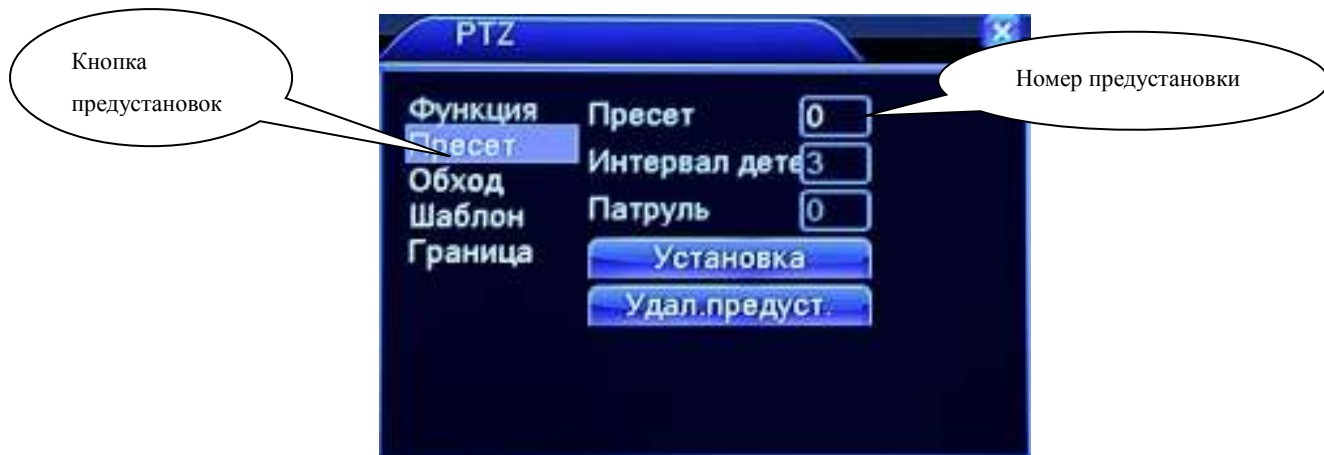 Кнопка
предустановок
PTZ
Номер предустановки
Функция
Пресет
Обход
Шаблон
Граница
Пресет 0
Интервал дете 3
Патруль 0
Установка
Удал.предуст.